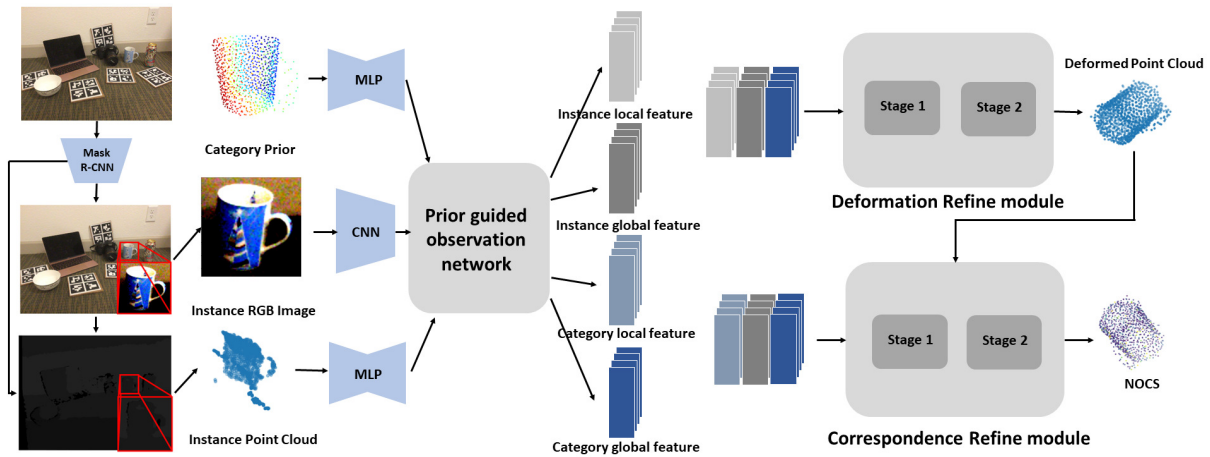 Mask
R-CNN
Category Prior
MLP
Instance RGB Image
CNN
Instance Point Cloud
MLP
Prior guided
observation
network
Instance local feature
Instance global feature
Category local feature
Category global feature
Stage 1
Stage 2
Deformation Refine module
Deformed Point Cloud
Stage 1
Stage 2
Correspondence Refine module
NOCS